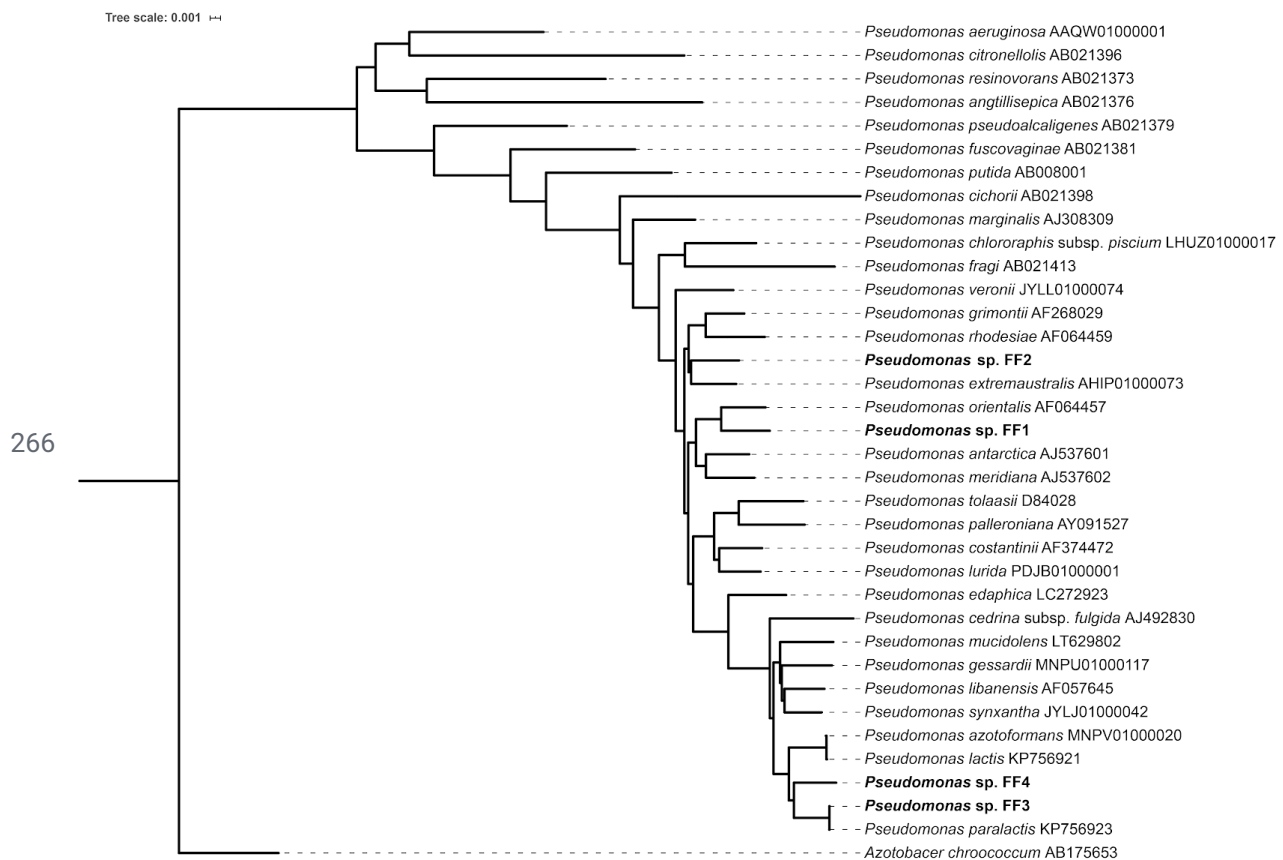 Tree scale: 0.001
Pseudomonas aeruginosa AAQW01000001
Pseudomonas citronellolis AB021396
Pseudomonas resinovorans AB021373
Pseudomonas angtillisepica AB021376
Pseudomonas pseudoalcaligenes AB021379
Pseudomonas fuscovaginae AB021381
Pseudomonas putida AB008001
Pseudomonas cichorii AB021398
Pseudomonas marginalis AJ308309
Pseudomonas chlororaphis subsp. piscium LHUZ01000017
Pseudomonas fragi AB021413
Pseudomonas veronii JYLL01000074
Pseudomonas grimontii AF268029
Pseudomonas rhodesiae AF064459
Pseudomonas sp. FF2
Pseudomonas extremaustralis AHIP01000073
Pseudomonas orientalis AF064457
Pseudomonas sp. FF1
266
Pseudomonas antarctica AJ537601
Pseudomonas meridiana AJ537602
Pseudomonas tolaasii D84028
Pseudomonas palleroniana AY091527
Pseudomonas costantinii AF374472
Pseudomonas lurida PDJB01000001
Pseudomonas edaphica LC272923
Pseudomonas cedrina subsp. fulgida AJ492830
Pseudomonas mucidolens LT629802
Pseudomonas gessardii MNPU01000117
Pseudomonas libanensis AF057645
Pseudomonas synxantha JYLJ01000042
Pseudomonas azotoformans MNPV01000020
Pseudomonas lactis KP756921
Pseudomonas sp. FF4
Pseudomonas sp. FF3
Pseudomonas paralactis KP756923
Azotobacer chroococcum AB175653